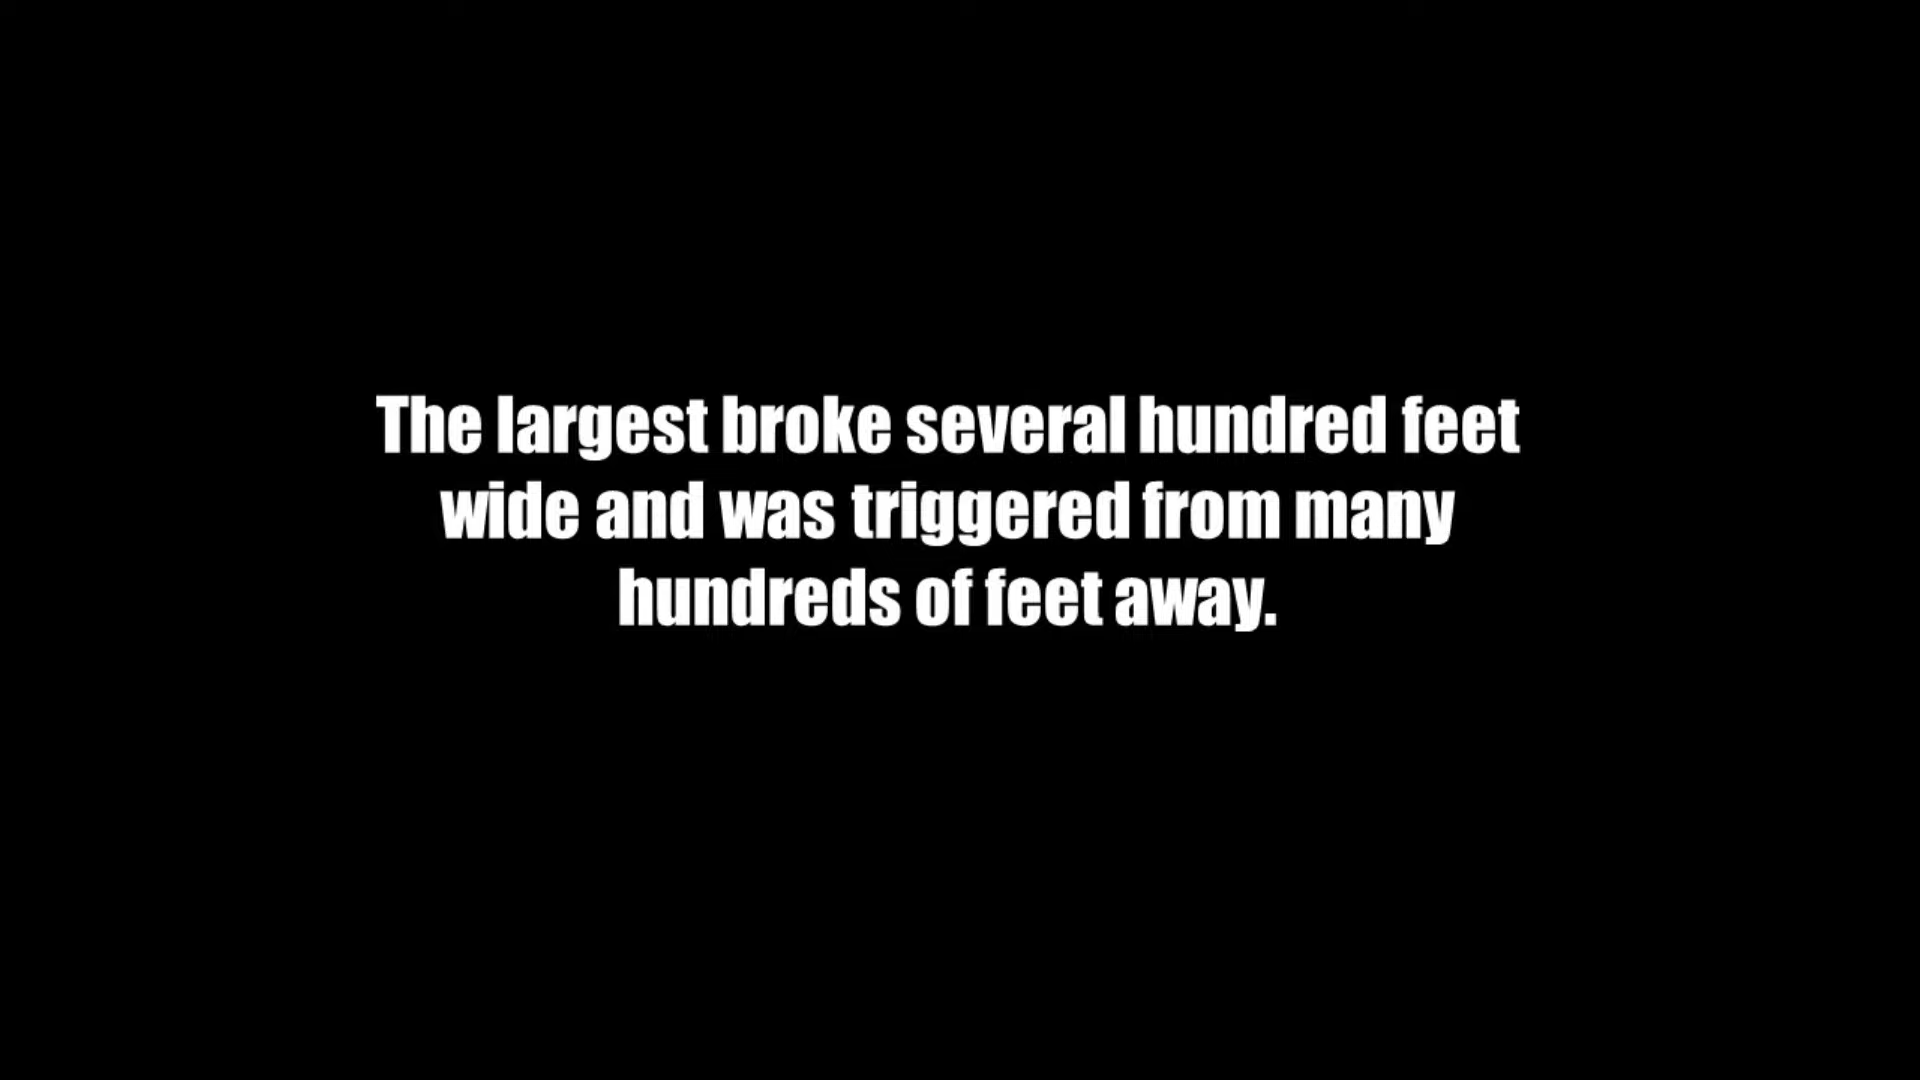 The largest broke several hundred feet
wide and was triggered from many
hundreds of feet away.